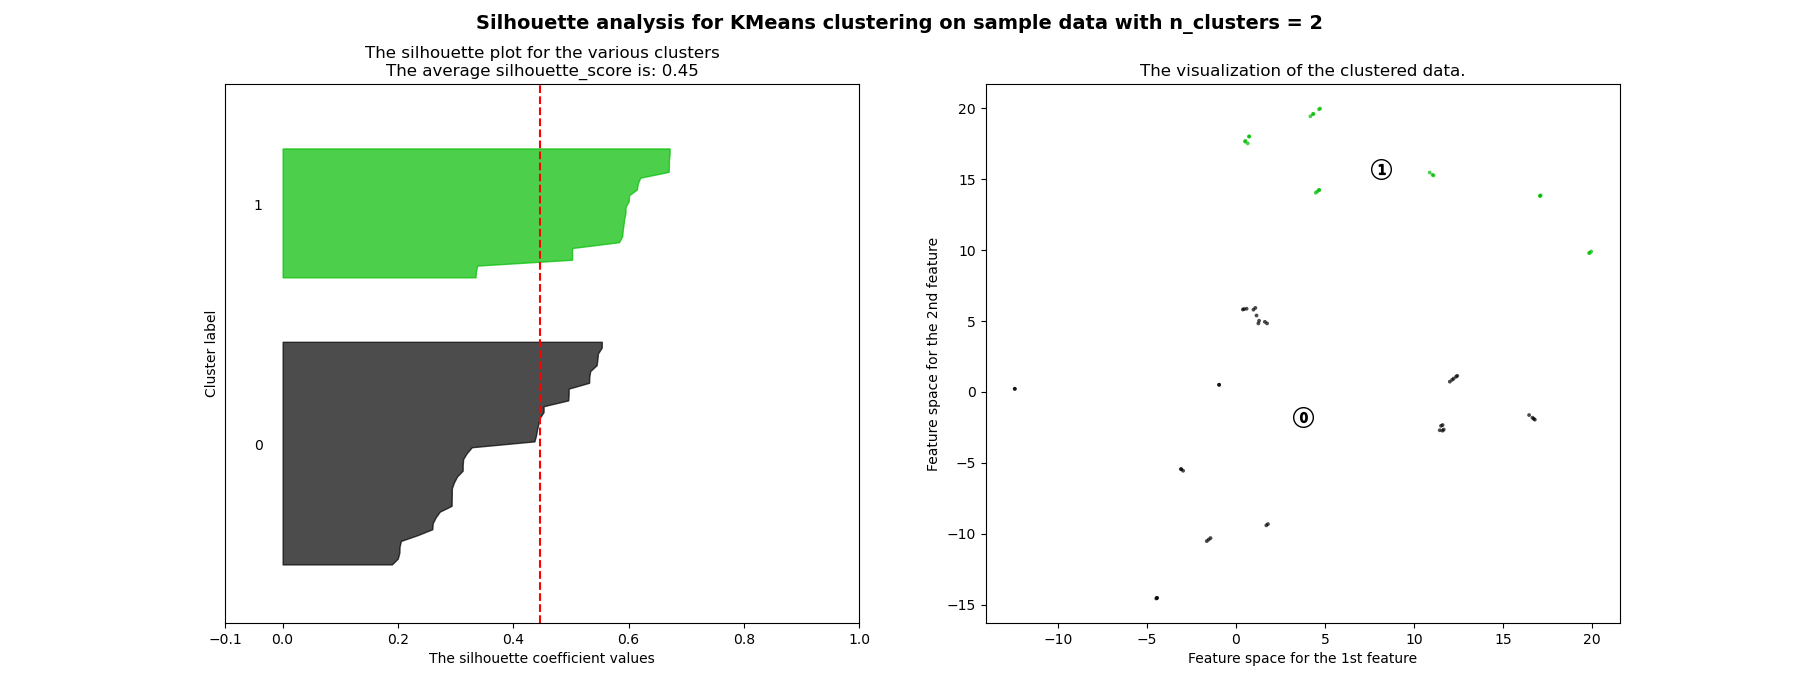 Silhouette analysis for KMeans clustering on sample data with n_clusters = 2
The silhouette plot for the various clusters
The average silhouette_score is: 0.45
Cluster label
1
0
−0.1 0.0 0.2 0.4 0.6 0.8 1.0
The silhouette coefficient values
The visualization of the clustered data.
Feature space for the 2nd feature
20
15
10
5
0
−5
−10
−15
1
0
−10 −5 0 5 10 15 20
Feature space for the 1st feature